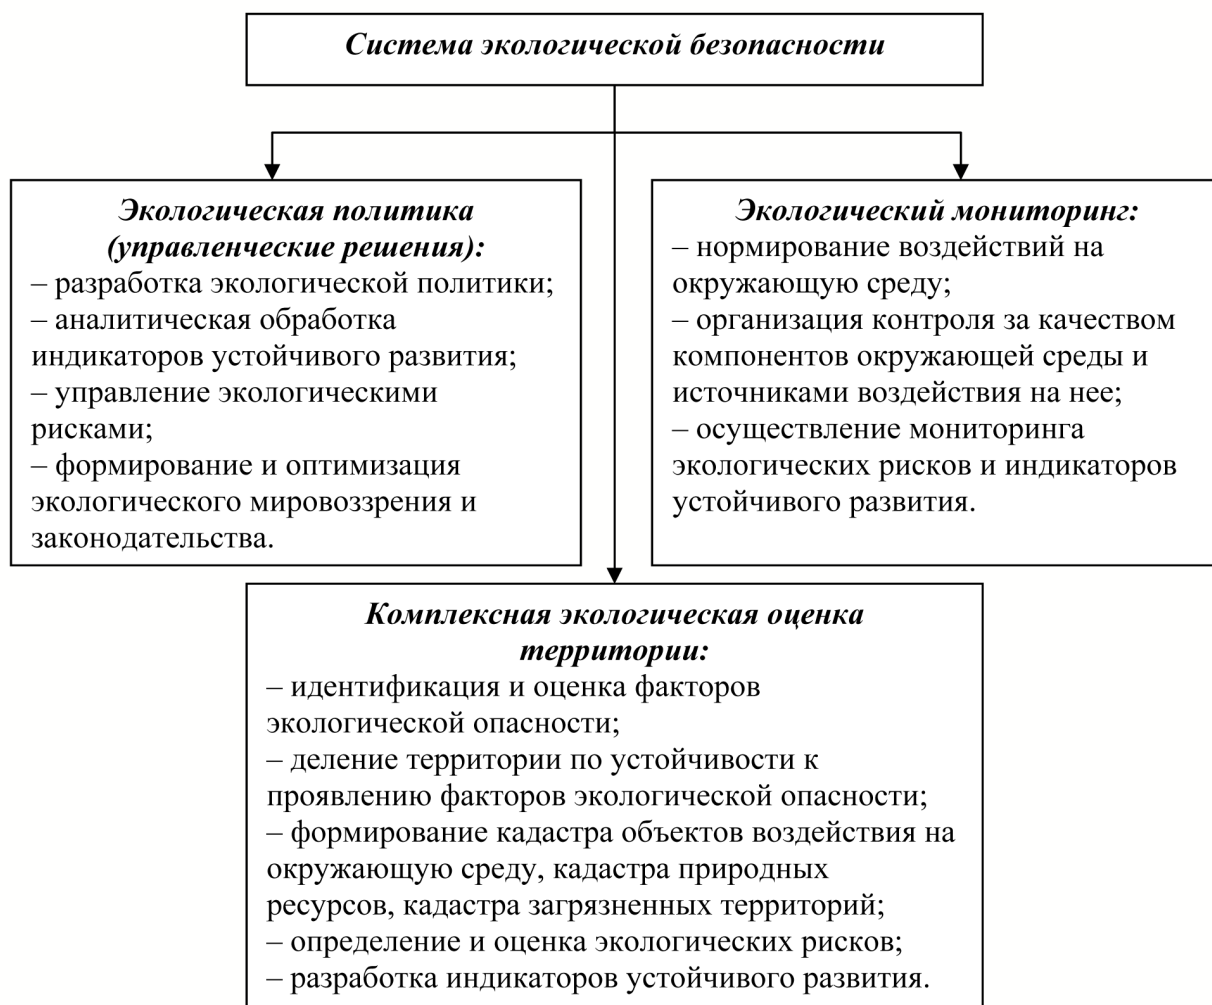 Система экологической безопасности
Экологическая политика
(управленческие решения):
– разработка экологической политики;
– аналитическая обработка
индикаторов устойчивого развития;
– управление экологическими
рисками;
– формирование и оптимизация
экологического мировоззрения и
законодательства.
Экологический мониторинг:
– нормирование воздействий на
окружающую среду;
– организация контроля за качеством
компонентов окружающей среды и
источниками воздействия на нее;
– осуществление мониторинга
экологических рисков и индикаторов
устойчивого развития.
Комплексная экологическая оценка
территории:
– идентификация и оценка факторов
экологической опасности;
– деление территории по устойчивости к
проявлению факторов экологической опасности;
– формирование кадастра объектов воздействия на
окружающую среду, кадастра природных
ресурсов, кадастра загрязненных территорий;
– определение и оценка экологических рисков;
– разработка индикаторов устойчивого развития.